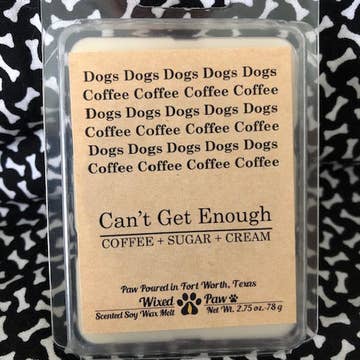 Dogs Dogs Dogs Dogs Dogs
Coffee Coffee Coffee Coffee
Dogs Dogs Dogs Dogs Dogs
Coffee Coffee Coffee Coffee
Dogs Dogs Dogs Dogs Dogs
Coffee Coffee Coffee Coffee
Can't Get Enough
COFFEE + SUGAR + CREAM
Paw Poured in Fort Worth, Texas
Wixed Paw
Scented Soy Wax Melt Net Wt. 2.75 oz. 78 g